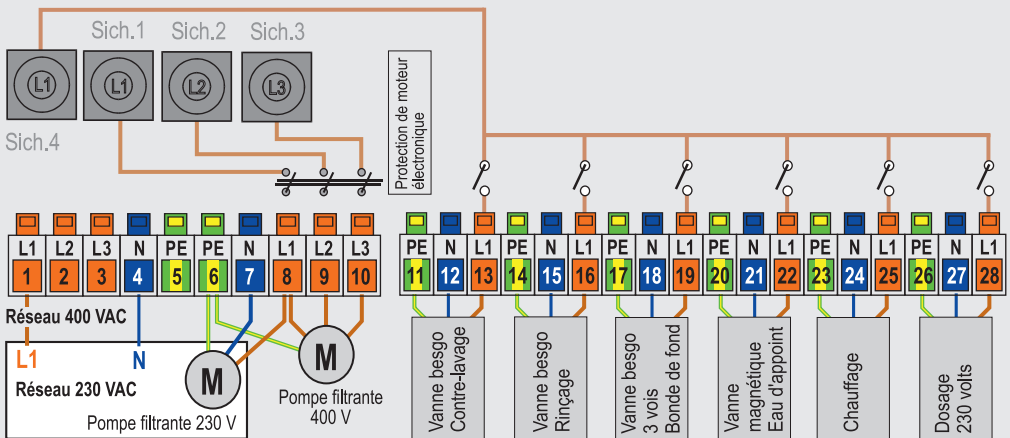 Sich.1
Sich.2
Sich.3
L1
L1
L2
L3
Sich.4
Protection de moteur
électronique
L1 L2 L3 N PE PE N L1 L2 L3
1 2 3 4 5 6 7 8 9 10
PE N L1 PE N L1 PE N L1 PE N L1 PE N L1 PE N L1
11 12 13 14 15 16 17 18 19 20 21 22 23 24 25 26 27 28
Réseau 400 VAC
L1
N
Réseau 230 VAC
M
Pompe filtrante 230 V
M
Pompe filtrante
400 V
Vanne besgo
Contre-lavage
Vanne besgo
Rinçage
Vanne besgo
3 vois
Bonde de fond
Vanne
magnétique
Eau d'appoint
Chauffage
Dosage
230 volts